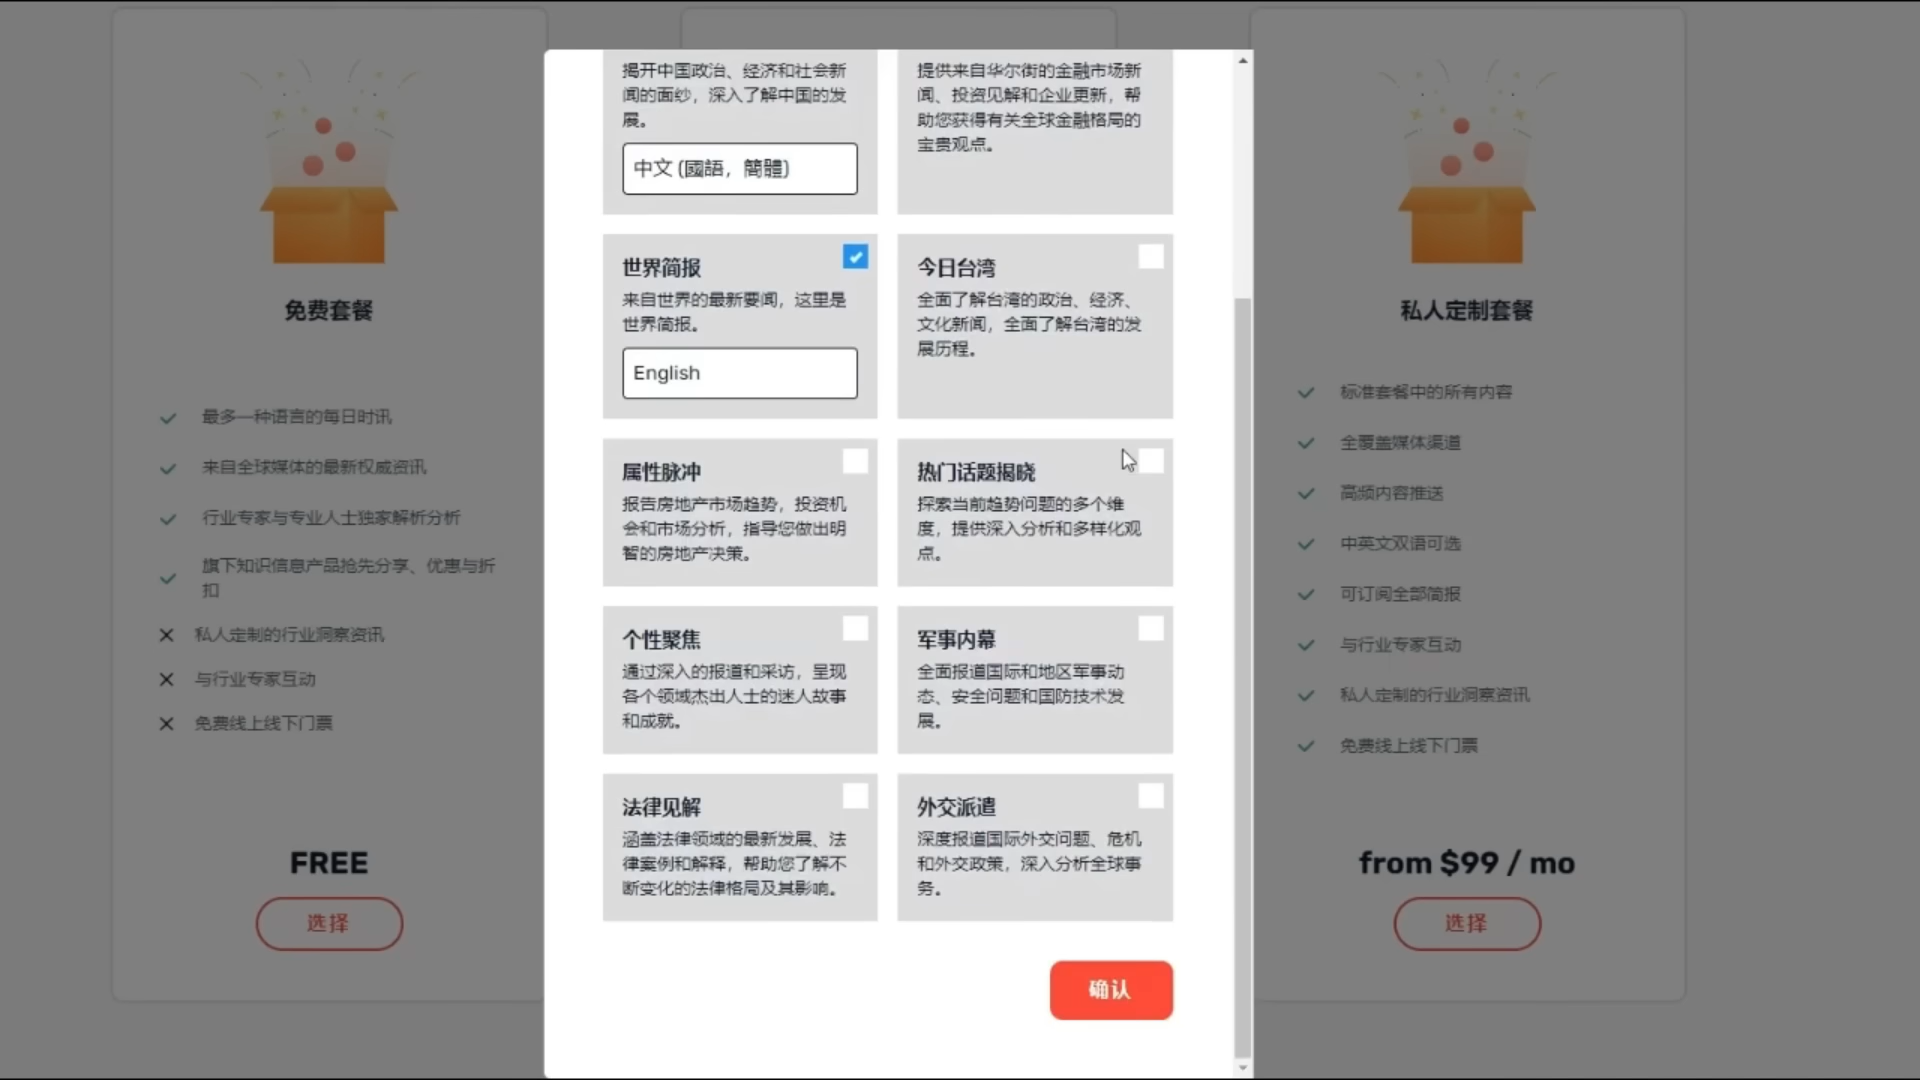 揭开中国政治、经济和社会新
闻的面纱，深入了解中国的发
展。
中文 (國語，簡體)
提供来自华尔街的金融市场新
闻、投资见解和企业更新，帮
助您获得有关全球金融格局的
宝贵观点。
世界简报
来自世界的最新要闻，这里是
世界简报。
English
今日台湾
全面了解台湾的政治、经济、
文化新闻，全面了解台湾的发
展历程。
属性脉冲
报告房地产市场趋势，投资机
会和市场分析，指导您做出明
智的房地产决策。
热门话题揭晓
探索当前趋势问题的多个维
度，提供深入分析和多样化观
点。
个性聚焦
通过深入的报道和采访，呈现
各个领域杰出人士的迷人故事
和成就。
军事内幕
全面报道国际和地区军事动
态、安全问题和国防技术发
展。
法律见解
涵盖法律领域的最新发展、法
律案例和解释，帮助您了解不
断变化的法律格局及其影响。
外交派遣
深度报道国际外交问题、危机
和外交政策，深入分析全球事
务。
确认
免费套餐
最多一种语言的每日时讯
来自全球媒体的最新权威资讯
行业专家与专业人士独家解析分析
旗下知识信息产品抢先分享、优惠与折
扣
私人定制的行业洞察资讯
与行业专家互动
免费线上线下门票
FREE
选择
私人定制套餐
标准套餐中的所有内容
全覆盖媒体渠道
高频内容推送
中英文双语可选
可订阅全部简报
与行业专家互动
私人定制的行业洞察资讯
免费线上线下门票
from $99 / mo
选择